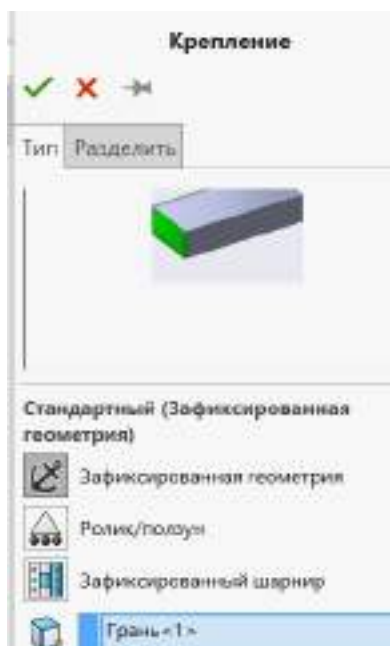 Крепление
Тип Разделить
Стандартный (Зафиксированная
геометрия)
Зафиксированная геометрия
Ролик/ползун
Зафиксированный шарнир
Грань<1>